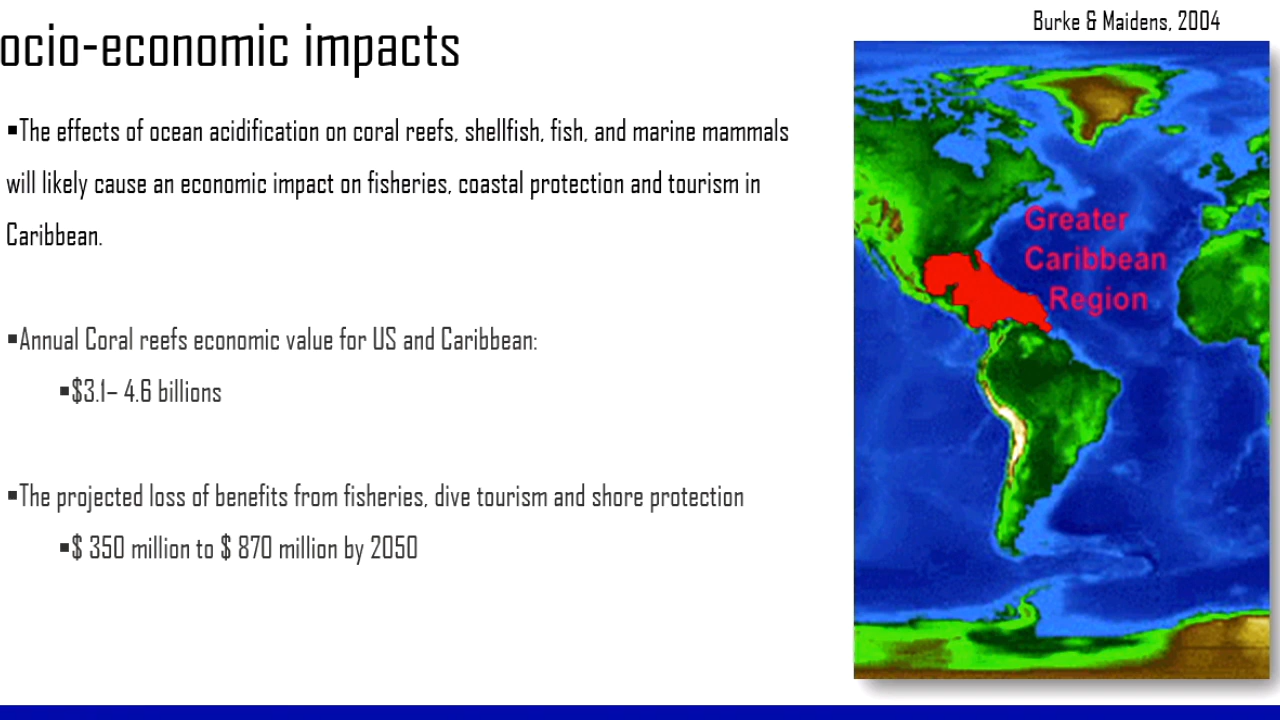 ocio-economic impacts
Burke & Maidens, 2004
▪The effects of ocean acidification on coral reefs, shellfish, fish, and marine mammals
will likely cause an economic impact on fisheries, coastal protection and tourism in
Caribbean.
▪Annual Coral reefs economic value for US and Caribbean:
▪$3.1– 4.6 billions
▪The projected loss of benefits from fisheries, dive tourism and shore protection
▪$ 350 million to $ 870 million by 2050
Greater
Caribbean
Region